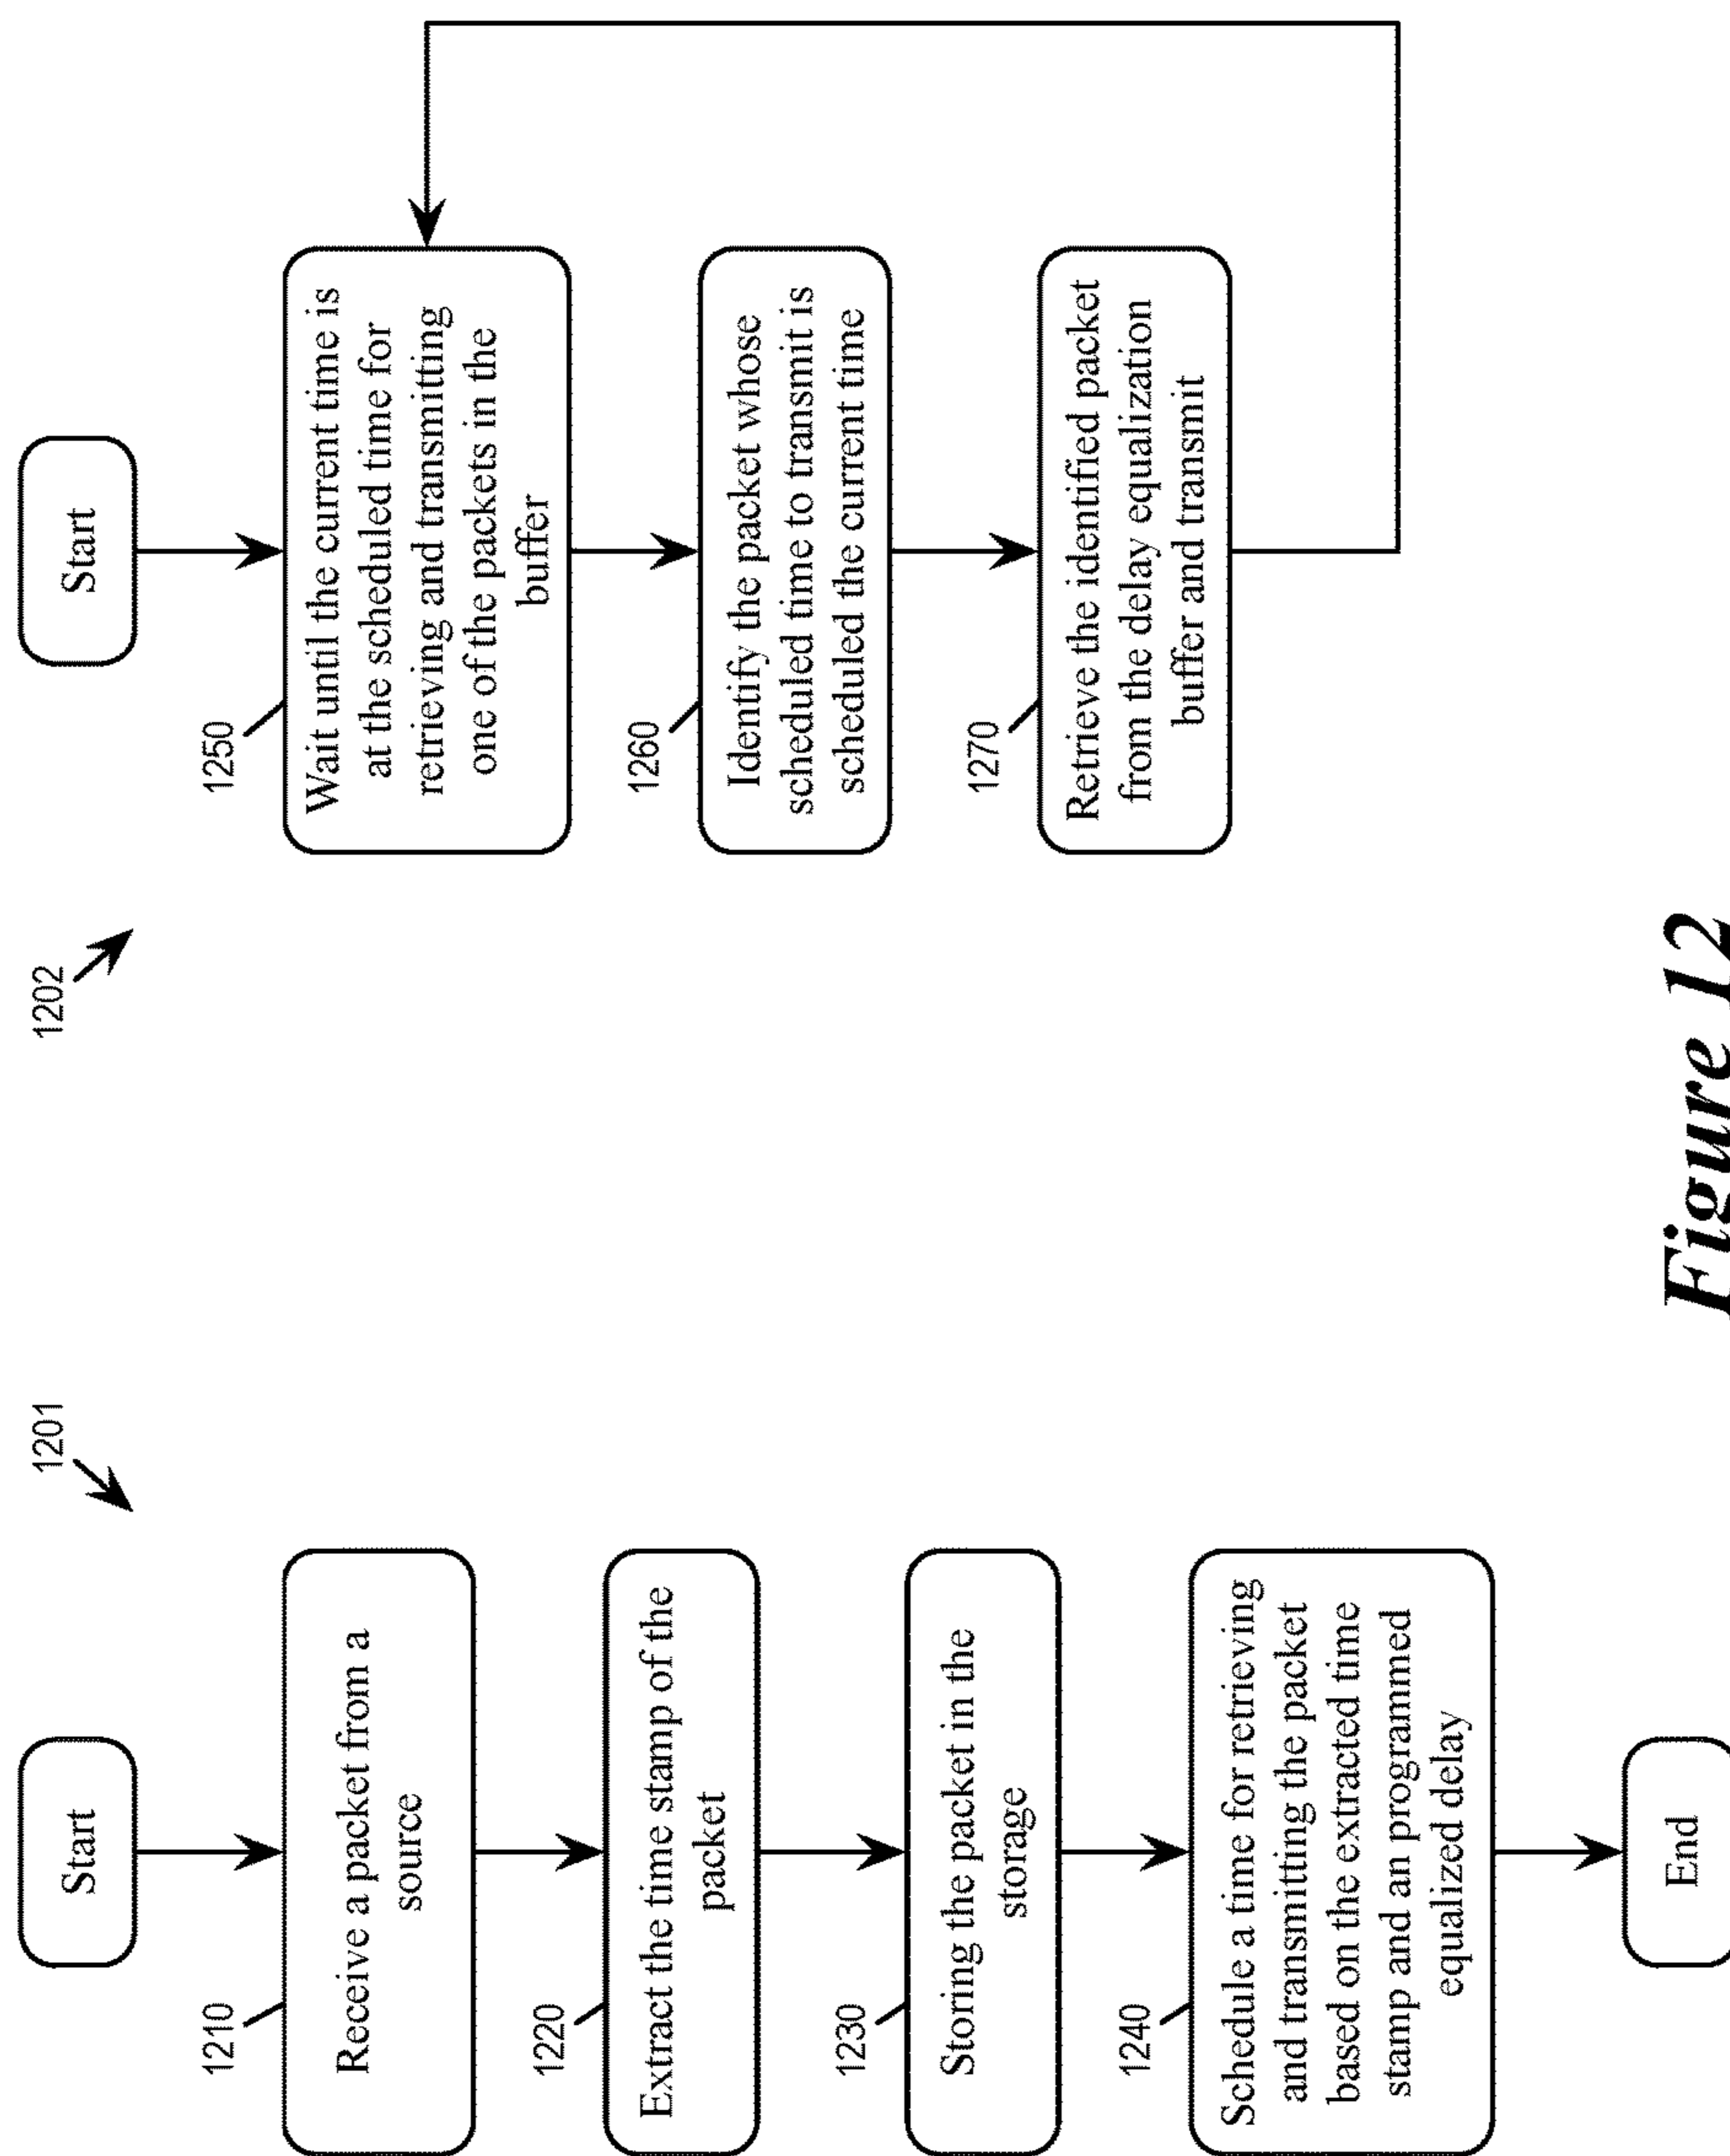 1201
Start
1210
Receive a packet from a
source
1220
Extract the time stamp of the
packet
1230
Storing the packet in the
storage
1240
Schedule a time for retrieving
and transmitting the packet
based on the extracted time
stamp and an programmed
equalized delay
End
1202
Start
1250
Wait until the current time is
at the scheduled time for
retrieving and transmitting
one of the packets in the
buffer
1260
Identify the packet whose
scheduled time to transmit is
scheduled the current time
1270
Retrieve the identified packet
from the delay equalization
buffer and transmit
Figure 12